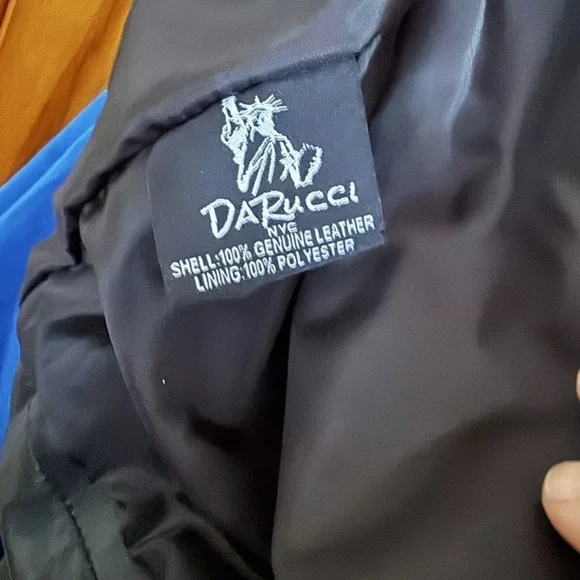 DARUCCI
NYC
SHELL:100% GENUINE LEATHER
LINING:100% POLYESTER